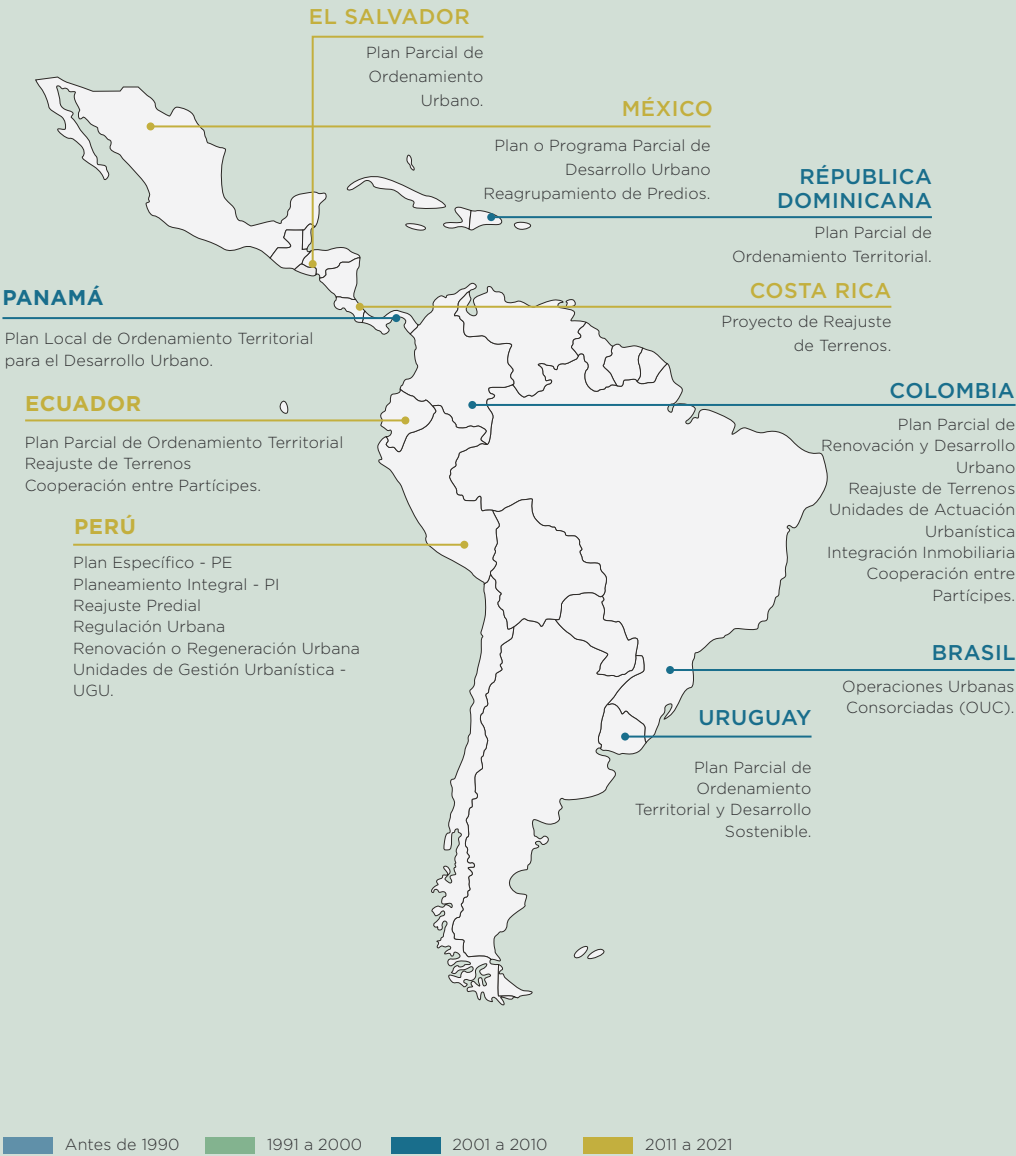 EL SALVADOR
Plan Parcial de
Ordenamiento
Urbano.
MÉXICO
Plan o Programa Parcial de
Desarrollo Urbano
Reagrupamiento de Predios.
RÉPUBLICA
DOMINICANA
Plan Parcial de
Ordenamiento Territorial.
PANAMÁ
Plan Local de Ordenamiento Territorial
para el Desarrollo Urbano.
COSTA RICA
Proyecto de Reajuste
de Terrenos.
ECUADOR
Plan Parcial de Ordenamiento Territorial
Reajuste de Terrenos
Cooperación entre Partícipes.
COLOMBIA
Plan Parcial de
Renovación y Desarrollo
Urbano
Reajuste de Terrenos
Unidades de Actuación
Urbanística
Integración Inmobiliaria
Cooperación entre
Partícipes.
PERÚ
Plan Específico - PE
Planeamiento Integral - PI
Reajuste Predial
Regulación Urbana
Renovación o Regeneración Urbana
Unidades de Gestión Urbanística -
UGU.
BRASIL
Operaciones Urbanas
Consorciadas (OUC).
URUGUAY
Plan Parcial de
Ordenamiento
Territorial y Desarrollo
Sostenible.
Antes de 1990
1991 a 2000
2001 a 2010
2011 a 2021